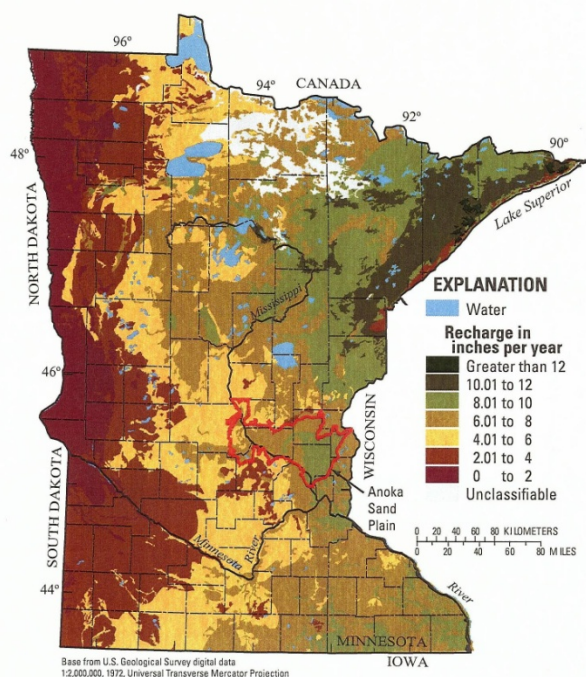 96°
94°
CANADA
92°
90°
48°
NORTH DAKOTA
Lake Superior
EXPLANATION
Water
Mississippi
Recharge in
inches per year
Greater than 12
10.01 to 12
8.01 to 10
6.01 to 8
4.01 to 6
2.01 to 4
0 to 2
Unclassifiable
46°
WISCONSIN
SOUTH DAKOTA
Anoka
Sand
Plain
0 20 40 60 80 KILOMETERS
0 20 40 60 80 MILES
Minnesota
River
River
44°
MINNESOTA
IOWA
Base from U.S. Geological Survey digital data
1:2,000,000, 1972, Universal Transverse Mercator Projection